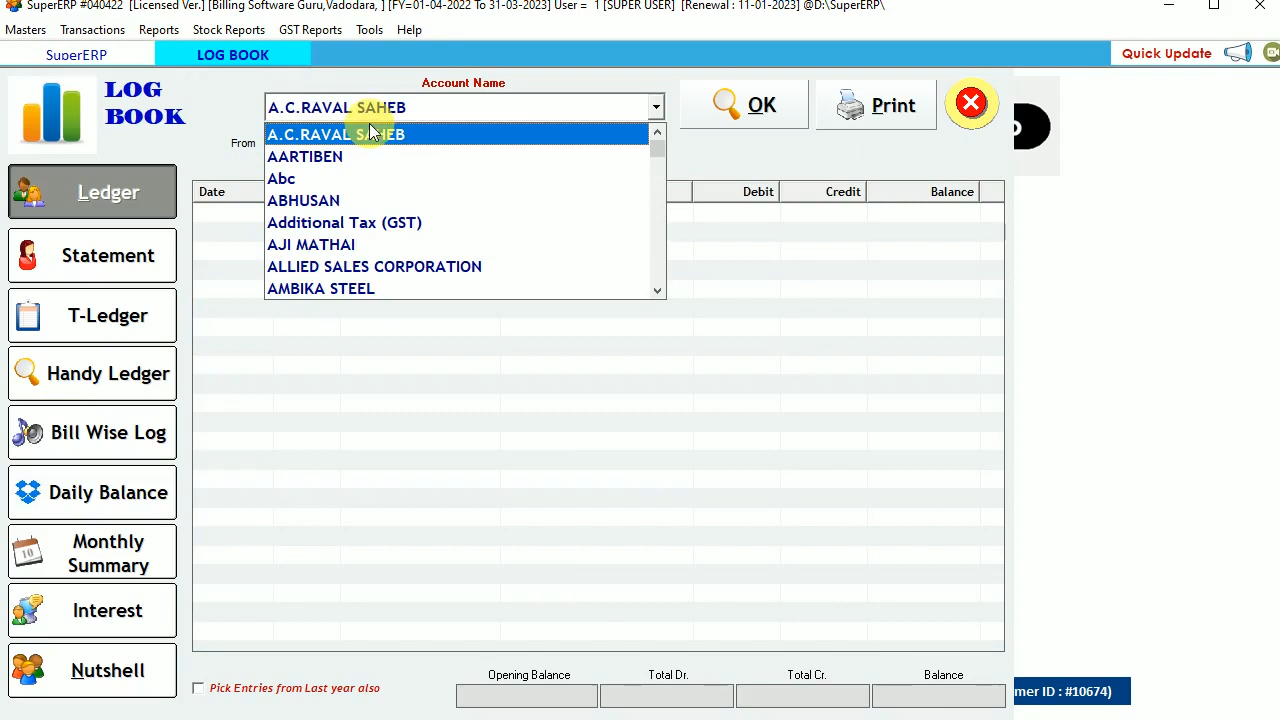 SuperERP #040422 [Licensed Ver.] [Billing Software Guru,Vadodara, ] [FY=01-04-2022 To 31-03-2023] User = 1 [SUPER USER] [Renewal : 11-01-2023] @D:\SuperERP\
Masters Transactions Reports Stock Reports GST Reports Tools Help
SuperERP LOG BOOK Quick Update
LOG BOOK
Account Name
A.C.RAVAL SAHEB
OK
Print
From
A.C.RAVAL SAHEB
AARTIBEN
Abc
ABHUSAN
Additional Tax (GST)
AJI MATHAI
ALLIED SALES CORPORATION
AMBIKA STEEL
Date Debit Credit Balance
Ledger
Statement
T-Ledger
Handy Ledger
Bill Wise Log
Daily Balance
10
Monthly
Summary
Interest
Nutshell
Pick Entries from Last year also
Opening Balance Total Dr. Total Cr. Balance
mer ID : #10674)